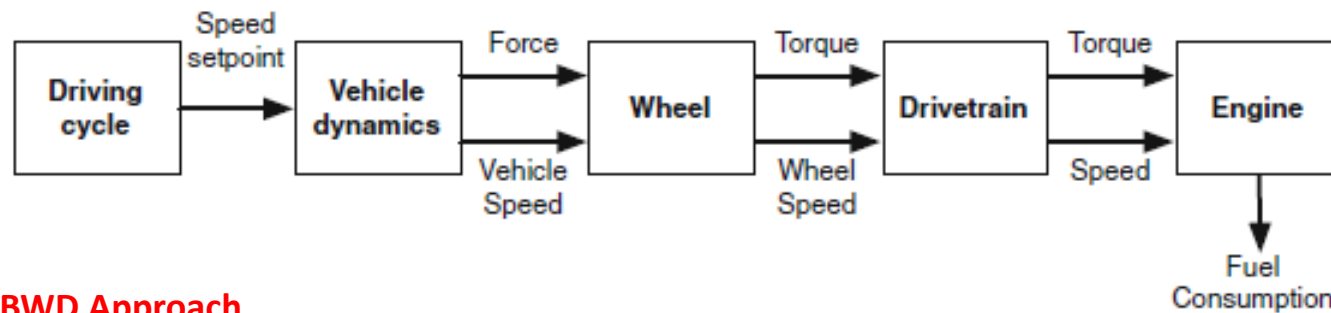 Speed
setpoint
Force
Torque
Torque
Driving
cycle
Vehicle
dynamics
Wheel
Drivetrain
Engine
Vehicle
Speed
Wheel
Speed
Speed
Fuel
Consumption
BWD Approach